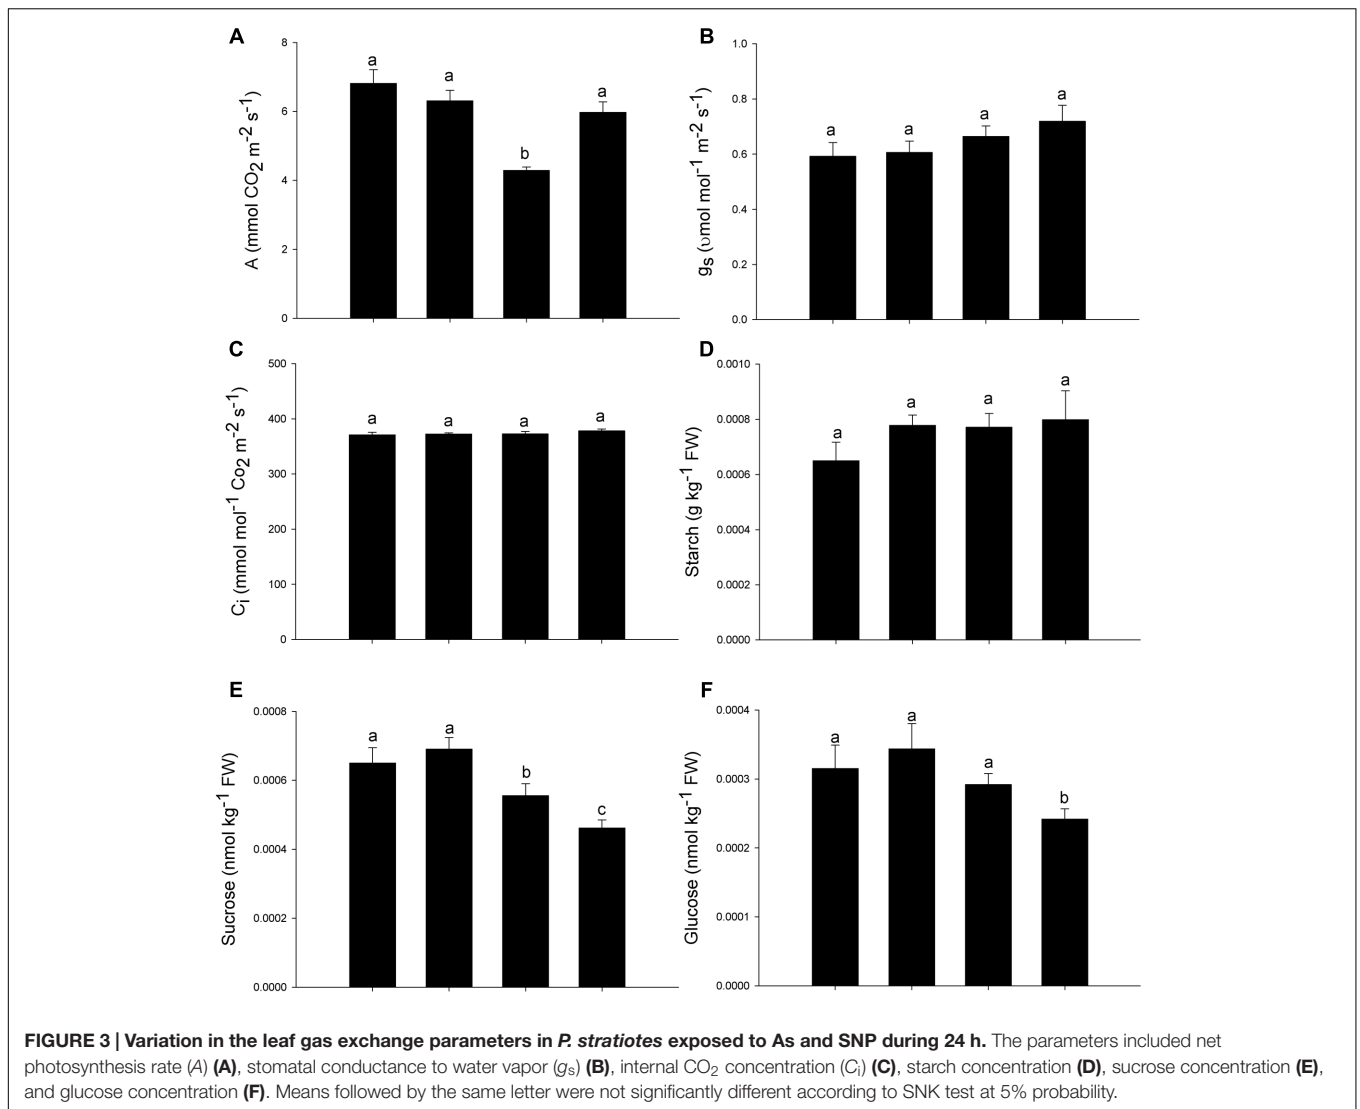 A
A (mmol CO2 m-2 s-1)
8
6
4
2
0
a
a
b
a
B
gs (υmol mol-1 m-2 s-1)
1.0
0.8
0.6
0.4
0.2
0.0
a
a
a
a
C
Ci (mmol mol-1 Co2 m-2 s-1)
500
400
300
200
100
0
a
a
a
a
D
Starch (g kg-1 FW)
0.0010
0.0008
0.0006
0.0004
0.0002
0.0000
a
a
a
a
E
Sucrose (nmol kg-1 FW)
0.0008
0.0006
0.0004
0.0002
0.0000
a
a
b
c
F
Glucose (nmol kg-1 FW)
0.0004
0.0003
0.0002
0.0001
0.0000
a
a
a
b
FIGURE 3 | Variation in the leaf gas exchange parameters in P. stratiotes exposed to As and SNP during 24 h. The parameters included net
photosynthesis rate (A) (A), stomatal conductance to water vapor (gs) (B), internal CO2 concentration (Ci) (C), starch concentration (D), sucrose concentration (E),
and glucose concentration (F). Means followed by the same letter were not significantly different according to SNK test at 5% probability.